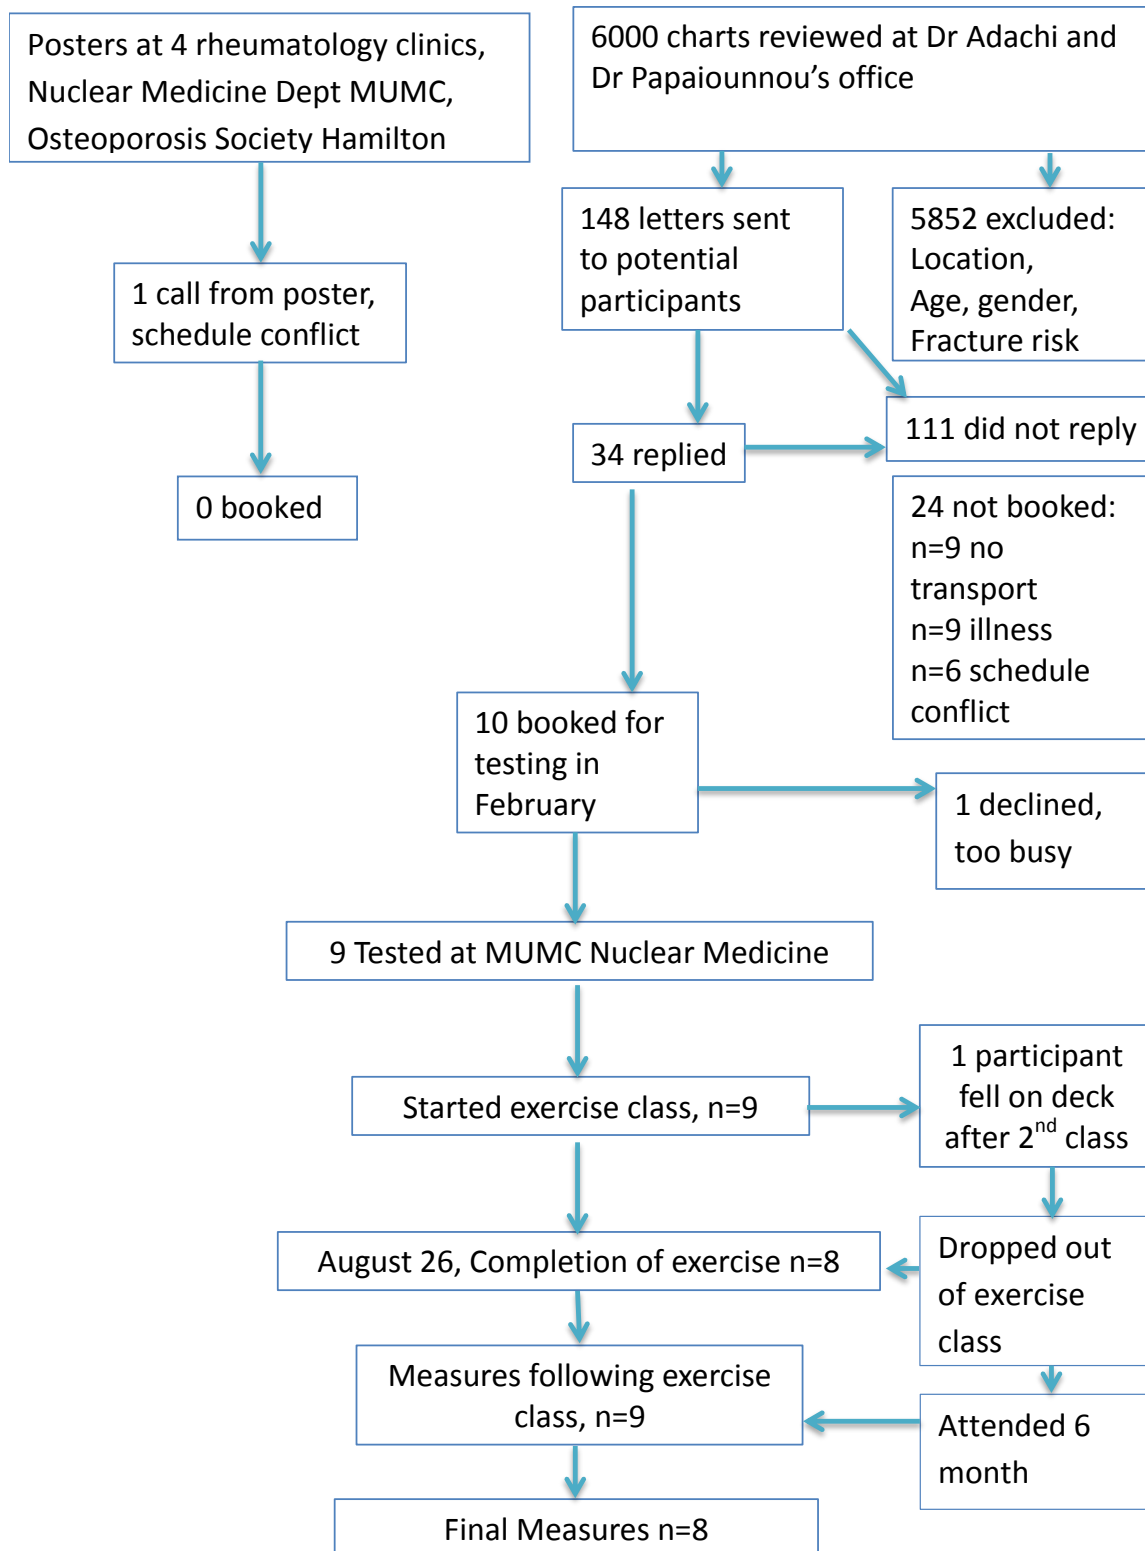 Posters at 4 rheumatology clinics,
Nuclear Medicine Dept MUMC,
Osteoporosis Society Hamilton
6000 charts reviewed at Dr Adachi and
Dr Papaiounnou’s office
148 letters sent
to potential
participants
5852 excluded:
Location,
Age, gender,
Fracture risk
1 call from poster,
schedule conflict
111 did not reply
34 replied
0 booked
24 not booked:
n=9 no
transport
n=9 illness
n=6 schedule
conflict
10 booked for
testing in
February
1 declined,
too busy
9 Tested at MUMC Nuclear Medicine
Started exercise class, n=9
1 participant
fell on deck
after 2nd class
August 26, Completion of exercise n=8
Dropped out
of exercise
class
Measures following exercise
class, n=9
Attended 6
month
Final Measures n=8